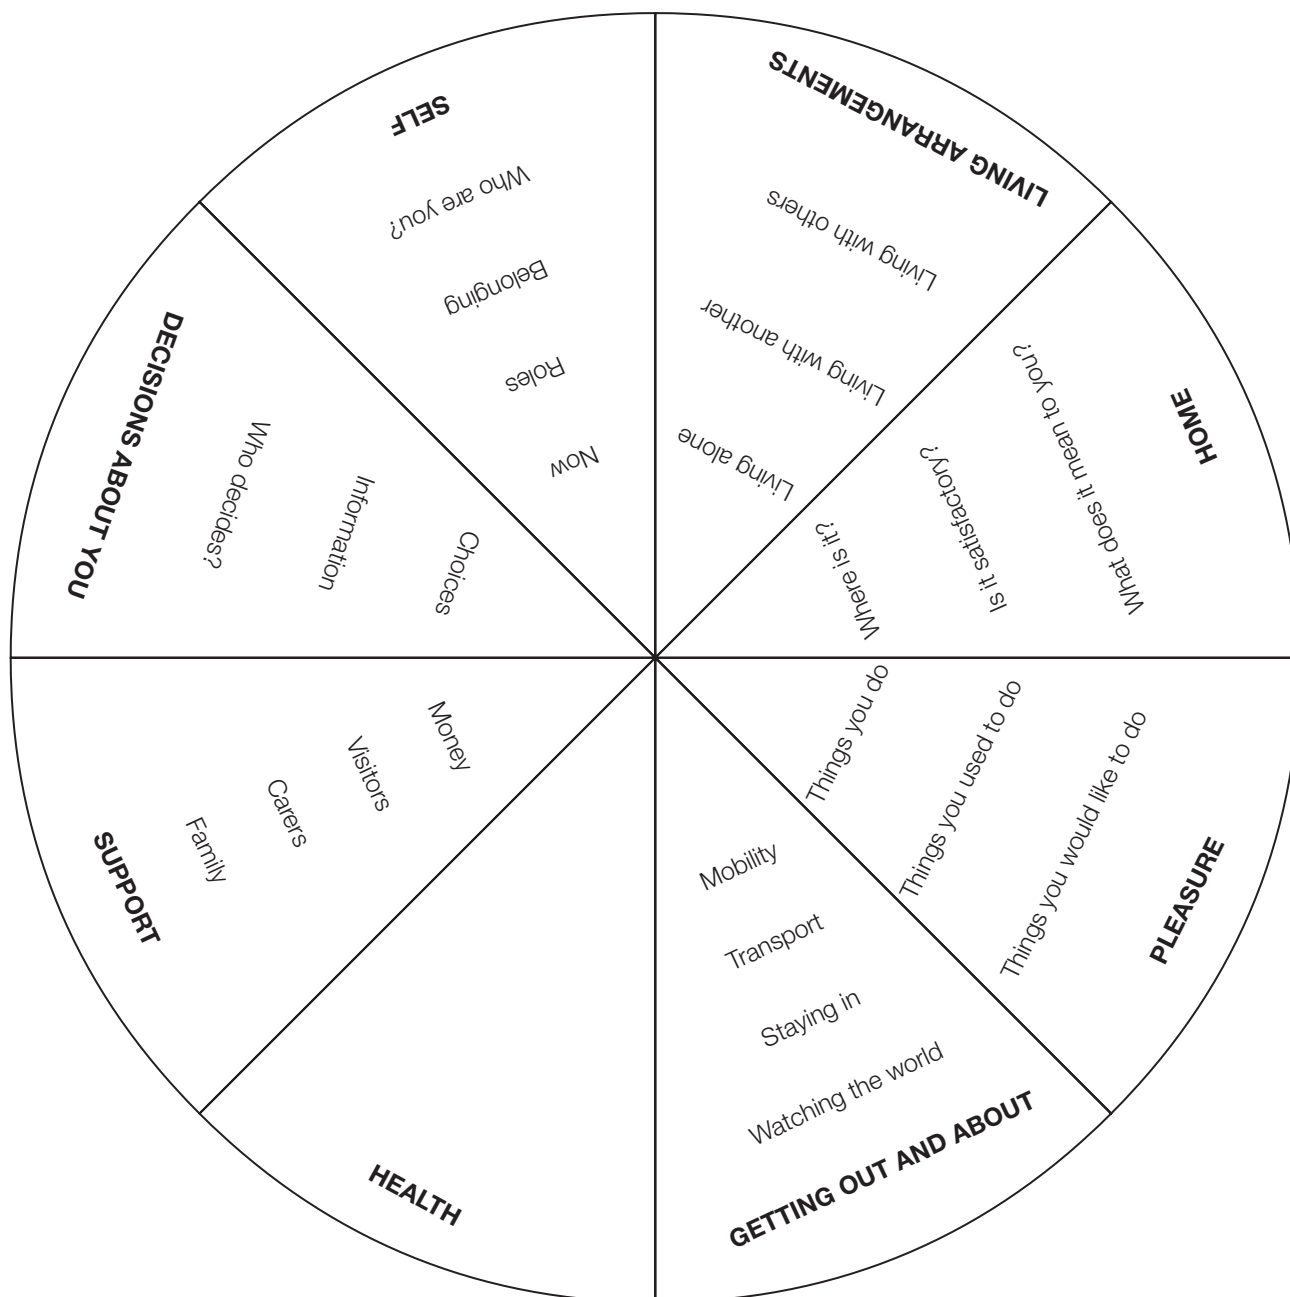 LIVING ARRANGEMENTS
Living with others
Living with another
Living alone
HOME
What does it mean to you?
Is it satisfactory?
Where is it?
PLEASURE
Things you would like to do
Things you used to do
Things you do
GETTING OUT AND ABOUT
Watching the world
Staying in
Transport
Mobility
HEALTH
SUPPORT
Family
Carers
Visitors
Money
DECISIONS ABOUT YOU
Who decides?
Information
Choices
SELF
Who are you?
Belonging
Roles
Now